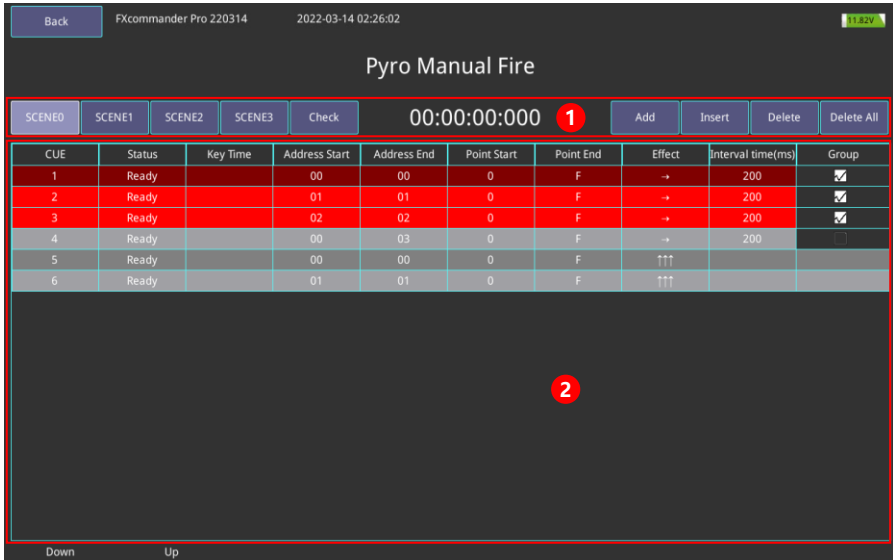 Back FXcommander Pro 220314 2022-03-14 02:26:02 11.82V
Pyro Manual Fire
SCENE0 SCENE1 SCENE2 SCENE3 Check 00:00:00:000 1 Add Insert Delete Delete All
CUE Status Key Time Address Start Address End Point Start Point End Effect Interval time(ms) Group
1 Ready 00 00 0 F → 200
2 Ready 01 01 0 F → 200
3 Ready 02 02 0 F → 200
4 Ready 00 03 0 F → 200
5 Ready 00 00 0 F ↑↑↑
6 Ready 01 01 0 F ↑↑↑
2
Down Up